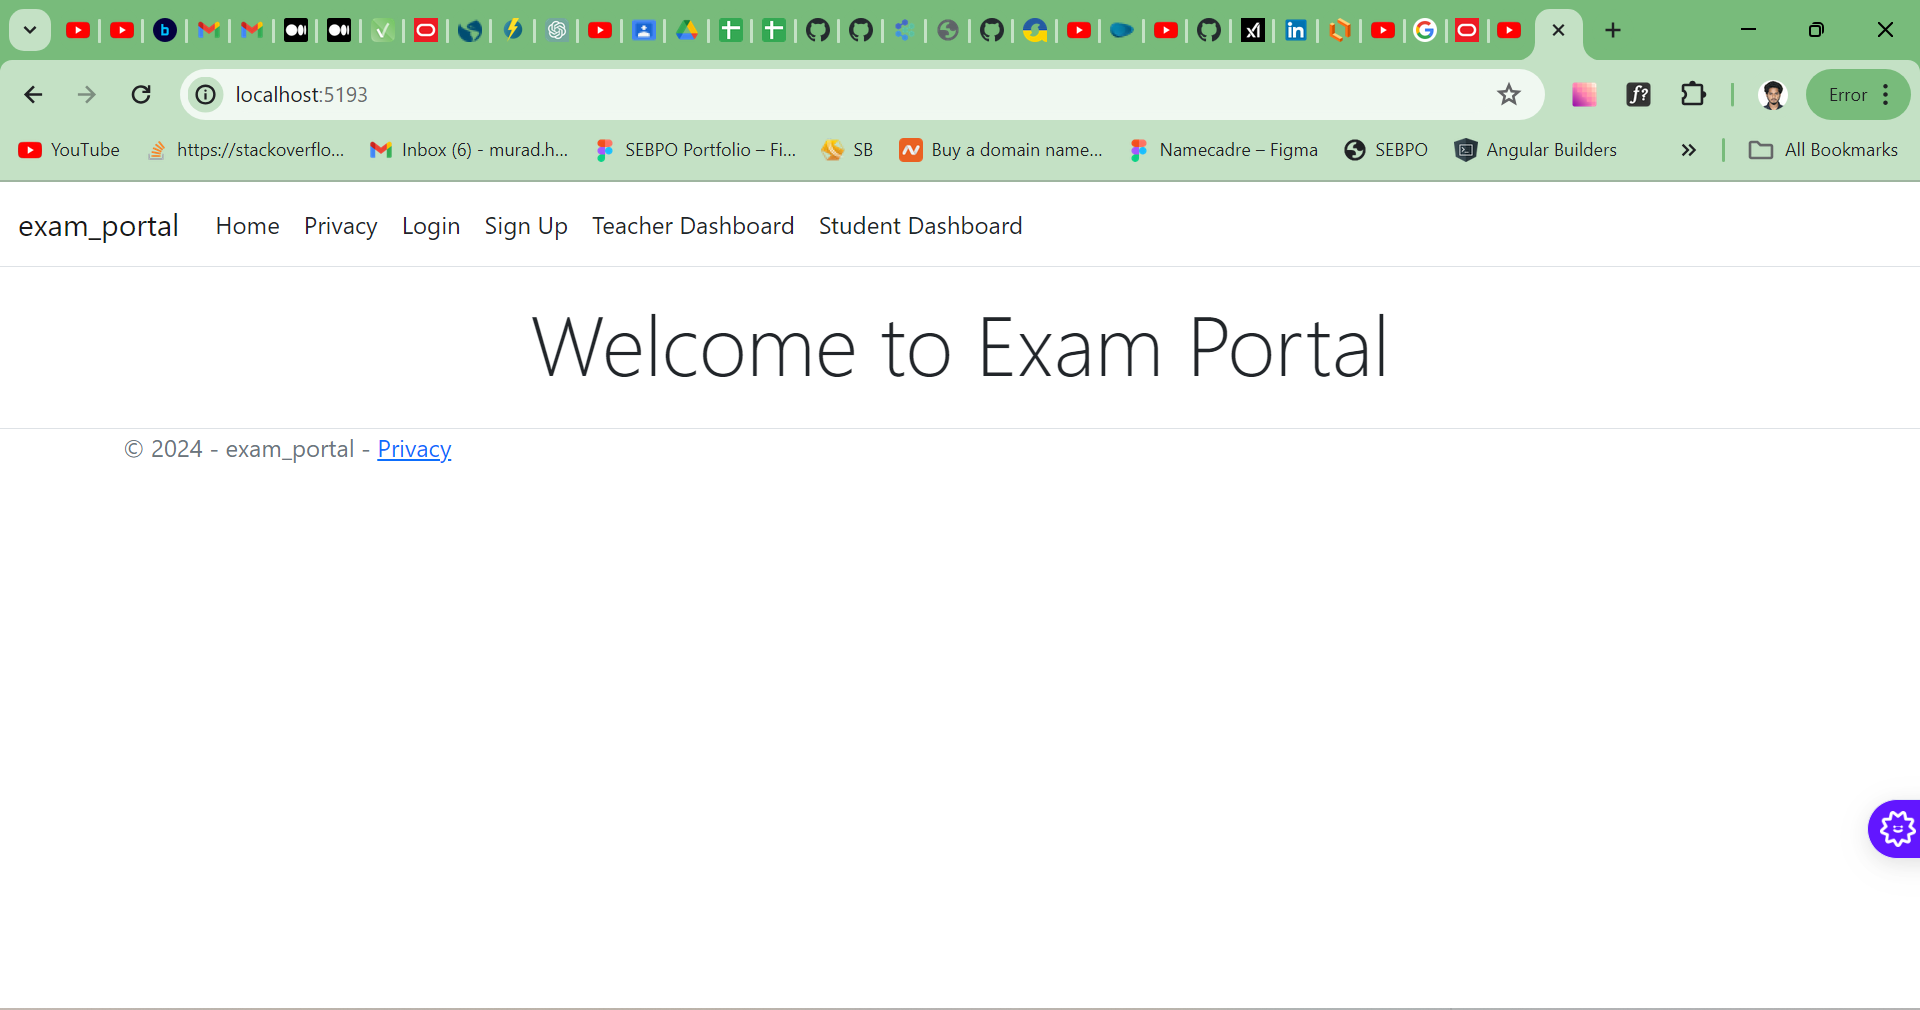 localhost:5193
Error
YouTube
https://stackoverflo...
Inbox (6) - murad.h...
SEBPO Portfolio – Fi...
SB
Buy a domain name...
Namecadre – Figma
SEBPO
Angular Builders
All Bookmarks
exam_portal
Home
Privacy
Login
Sign Up
Teacher Dashboard
Student Dashboard
Welcome to Exam Portal
© 2024 - exam_portal - Privacy